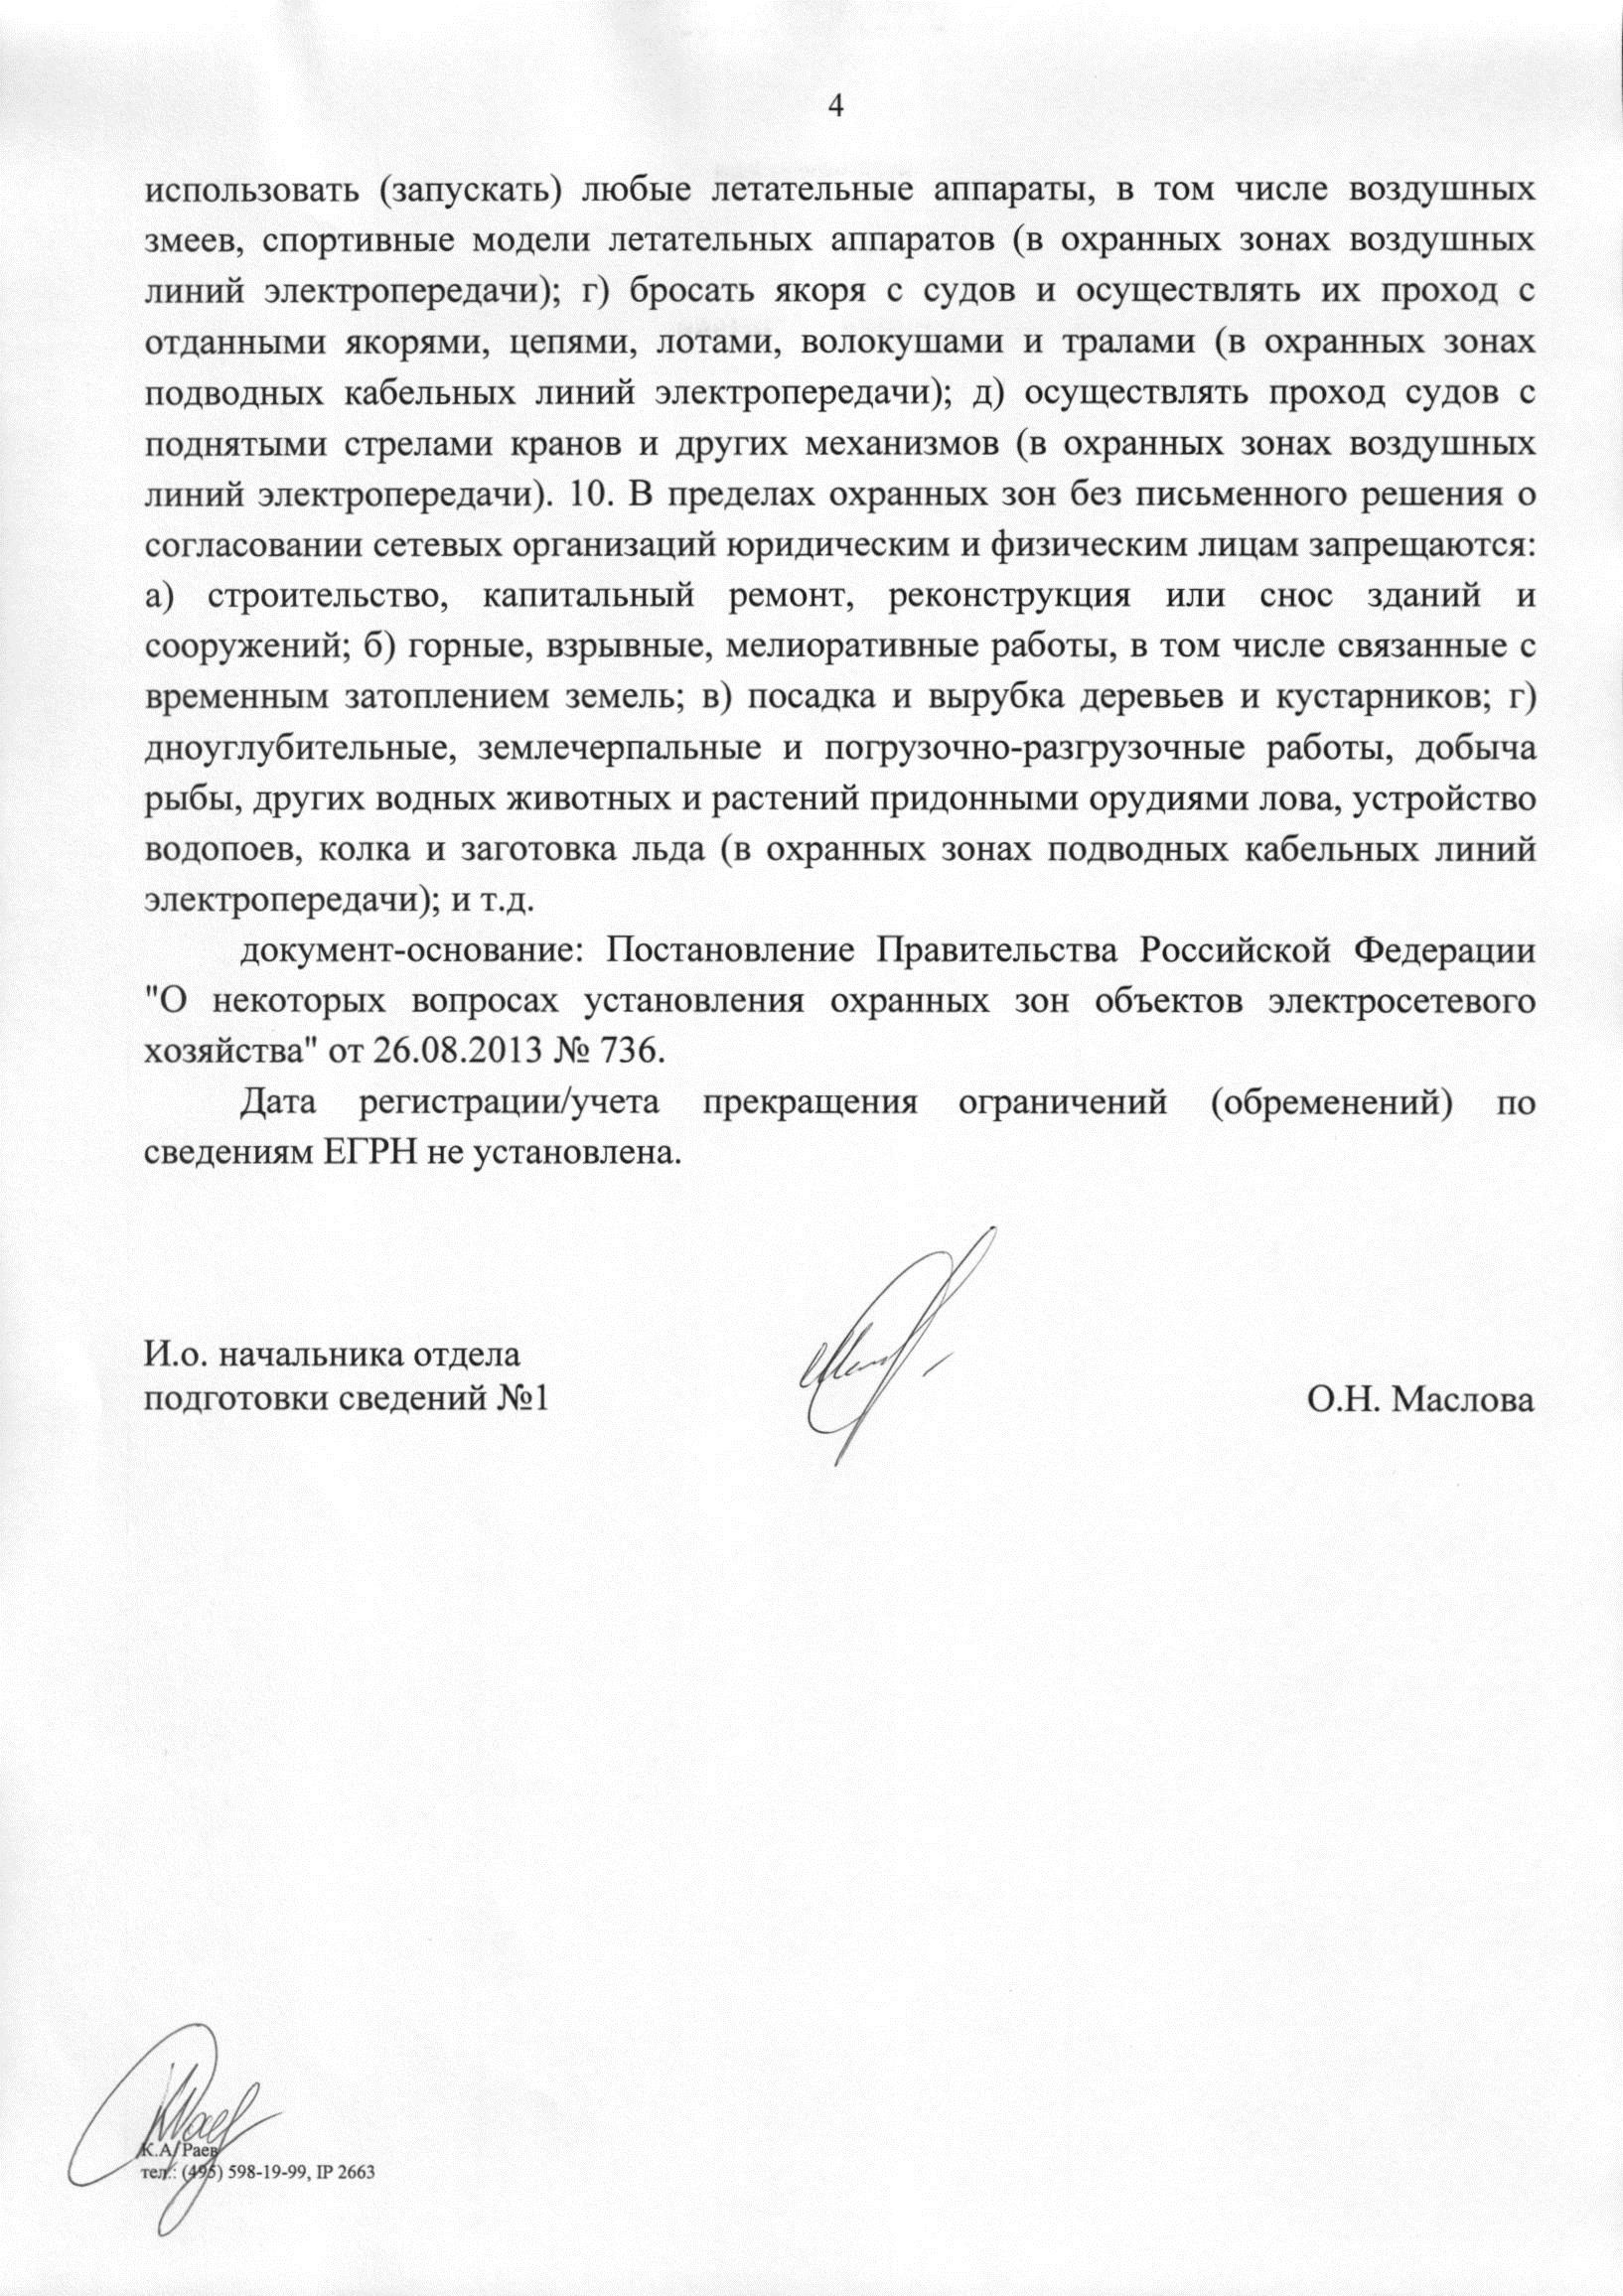 4
использовать (запускать) любые летательные аппараты, в том числе воздушных
змеев, спортивные модели летательных аппаратов (в охранных зонах воздушных
линий электропередачи); г) бросать якоря с судов и осуществлять их проход с
отданными якорями, цепями, лотами, волокушами и тралами (в охранных зонах
подводных кабельных линий электропередачи); д) осуществлять проход судов с
поднятыми стрелами кранов и других механизмов (в охранных зонах воздушных
линий электропередачи). 10. В пределах охранных зон без письменного решения о
согласовании сетевых организаций юридическим и физическим лицам запрещаются:
а) строительство, капитальный ремонт, реконструкция или снос зданий и
сооружений; б) горные, взрывные, мелиоративные работы, в том числе связанные с
временным затоплением земель; в) посадка и вырубка деревьев и кустарников; г)
дноуглубительные, землечерпальные и погрузочно-разгрузочные работы, добыча
рыбы, других водных животных и растений придонными орудиями лова, устройство
водопоев, колка и заготовка льда (в охранных зонах подводных кабельных линий
электропередачи); и т.д.
документ-основание: Постановление Правительства Российской Федерации
"О некоторых вопросах установления охранных зон объектов электросетевого
хозяйства" от 26.08.2013 № 736.
Дата регистрации/учета прекращения ограничений (обременений) по
сведениям ЕГРН не установлена.
И.о. начальника отдела
подготовки сведений №1
О.Н. Маслова
К.А. Раев
тел.: (495) 598-19-99, IP 2663